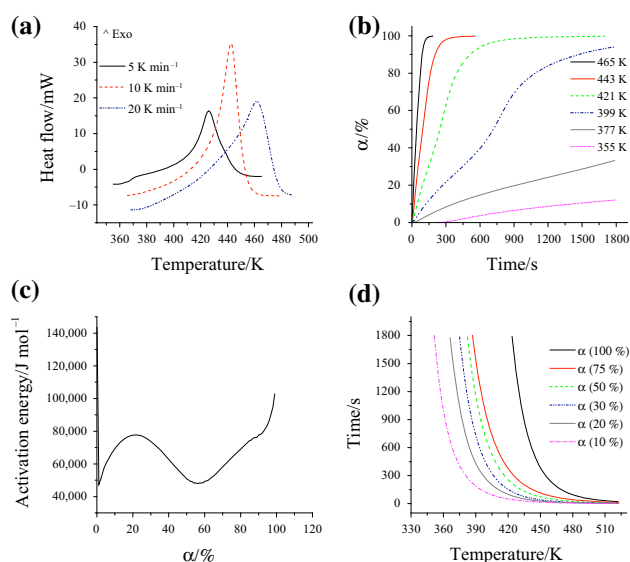 (a)
^ Exo
5 K min⁻¹
10 K min⁻¹
20 K min⁻¹
Heat flow/mW
40
30
20
10
0
−10
360 380 400 420 440 460 480 500
Temperature/K
(b)
α/%
100
80
60
40
20
0
465 K
443 K
421 K
399 K
377 K
355 K
0 300 600 900 1200 1500 1800
Time/s
(c)
Activation energy/J mol⁻¹
140,000
120,000
100,000
80,000
60,000
40,000
0 20 40 60 80 100 120
α/%
(d)
Time/s
1800
1500
1200
900
600
300
0
α (100 %)
α (75 %)
α (50 %)
α (30 %)
α (20 %)
α (10 %)
330 360 390 420 450 480 510
Temperature/K